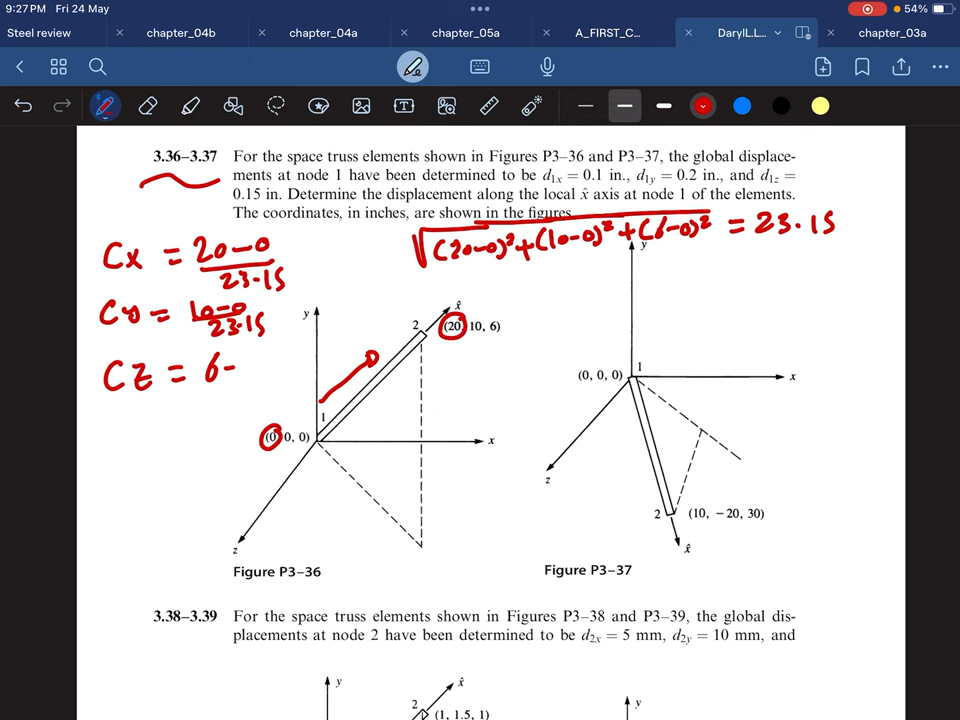 9:27PM Fri 24 May
54%
Steel review × chapter_04b × chapter_04a × chapter_05a × A_FIRST_C... × DarylL.L... × chapter_03a
3.36–3.37 For the space truss elements shown in Figures P3–36 and P3–37, the global displace-
ments at node 1 have been determined to be d1x = 0.1 in., d1y = 0.2 in., and d1z =
0.15 in. Determine the displacement along the local x̂ axis at node 1 of the elements.
The coordinates, in inches, are shown in the figures.
√(20-0)²+(10-0)²+(6-0)² = 23.15
Cx = 20-0/23.15
Cy = 10-0/23.15
Cz = 6-
y
x̂
2
(20, 10, 6)
1
(0, 0, 0)
x
z
Figure P3–36
y
1
(0, 0, 0)
x
z
2
(10, −20, 30)
x̂
Figure P3–37
3.38–3.39 For the space truss elements shown in Figures P3–38 and P3–39, the global dis-
placements at node 2 have been determined to be d2x = 5 mm, d2y = 10 mm, and
y
x̂
2
(1, 1.5, 1)
y